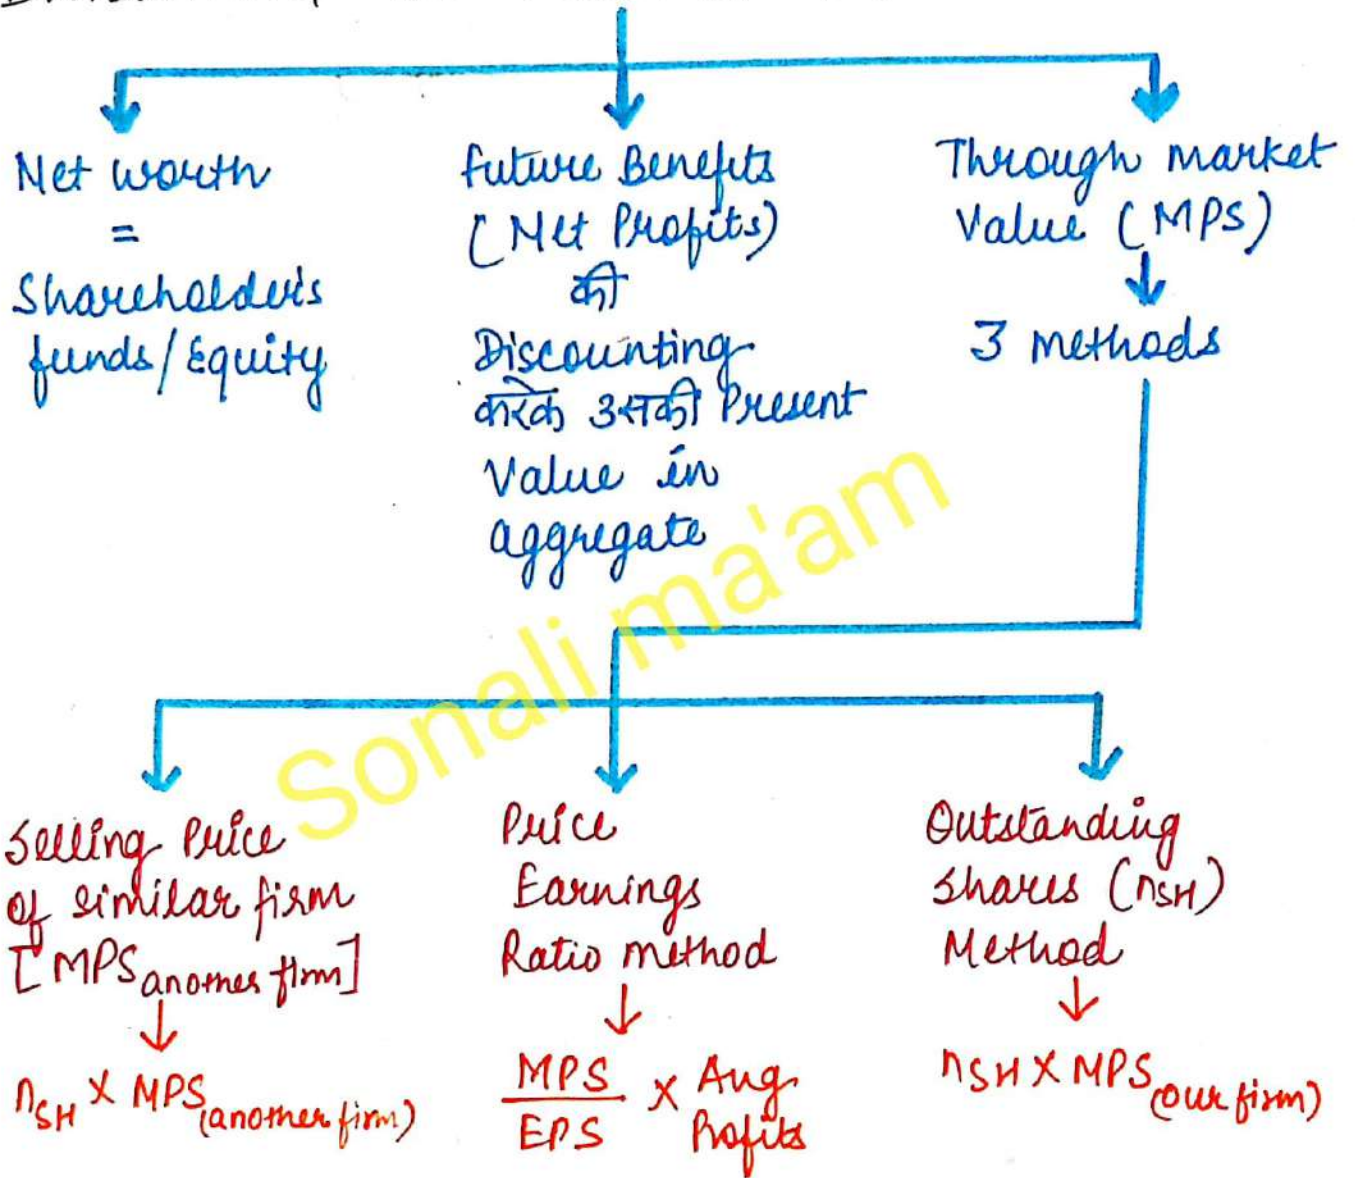 Net worth
=
Shareholder's
funds/Equity
future Benefits
(Net Profits)
की
Discounting
करके उसकी Present
Value in
aggregate
Through market
Value (MPS)
3 methods
Sonali ma'am
Selling Price
of similar firm
[MPS another firm]
nSH X MPS (another firm)
Price
Earnings
Ratio method
MPS
EPS
X Avg.
Profits
Outstanding
Shares (nSH)
Method
nSH X MPS (our firm)